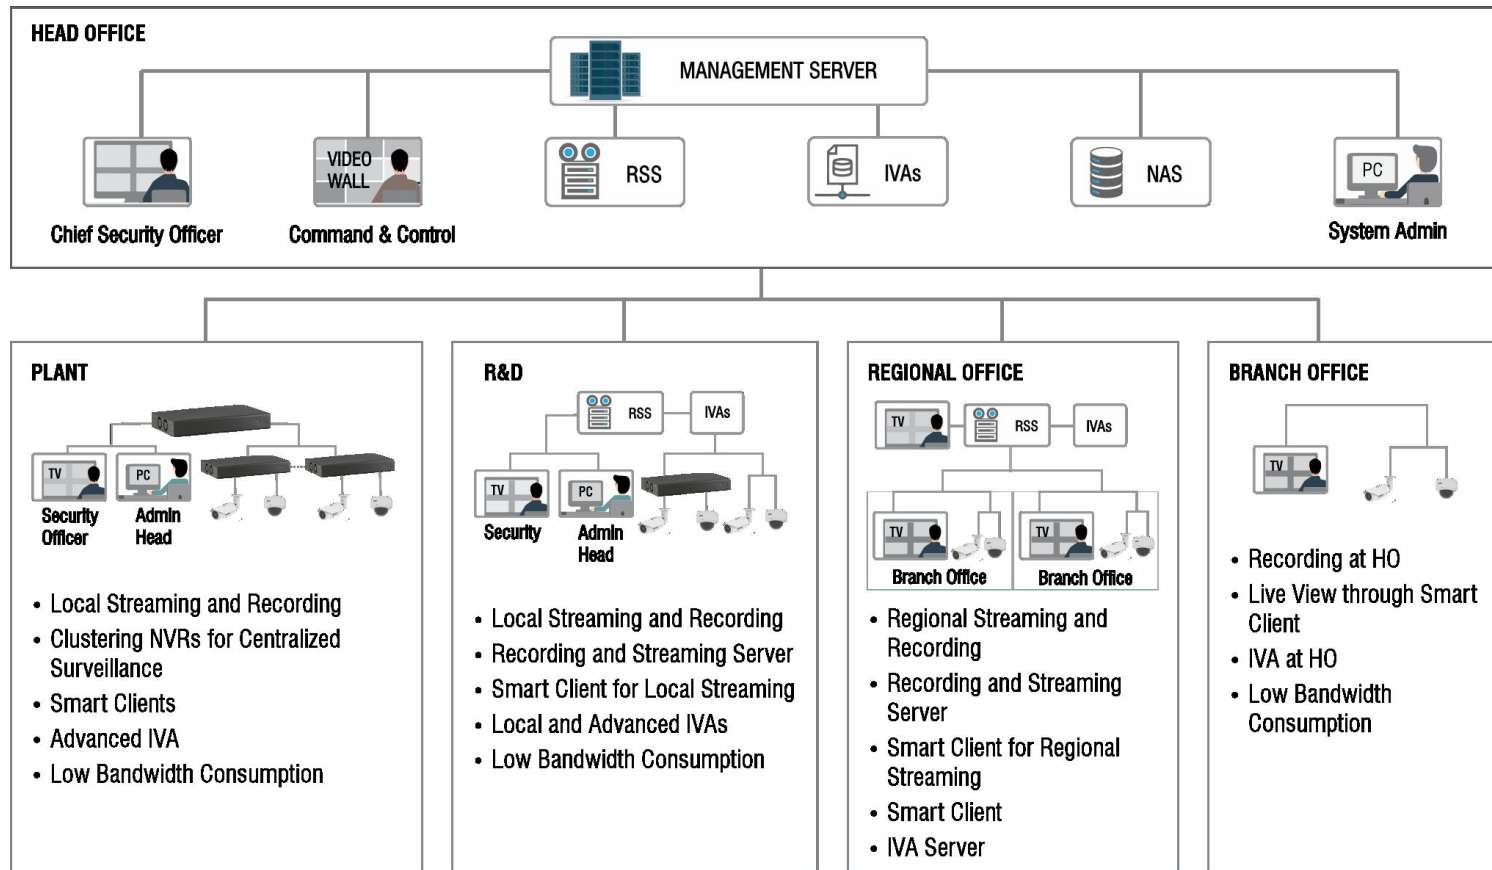 HEAD OFFICE
MANAGEMENT SERVER
VIDEO
WALL
RSS
IVAs
NAS
PC
Chief Security Officer
Command & Control
System Admin
PLANT
TV
PC
Security
Officer
Admin
Head
• Local Streaming and Recording
• Clustering NVRs for Centralized
Surveillance
• Smart Clients
• Advanced IVA
• Low Bandwidth Consumption
R&D
RSS
IVAs
TV
PC
Security
Admin
Head
• Local Streaming and Recording
• Recording and Streaming Server
• Smart Client for Local Streaming
• Local and Advanced IVAs
• Low Bandwidth Consumption
REGIONAL OFFICE
TV
RSS
IVAs
TV
TV
Branch Office
Branch Office
• Regional Streaming and
Recording
• Recording and Streaming
Server
• Smart Client for Regional
Streaming
• Smart Client
• IVA Server
BRANCH OFFICE
TV
• Recording at HO
• Live View through Smart
Client
• IVA at HO
• Low Bandwidth
Consumption